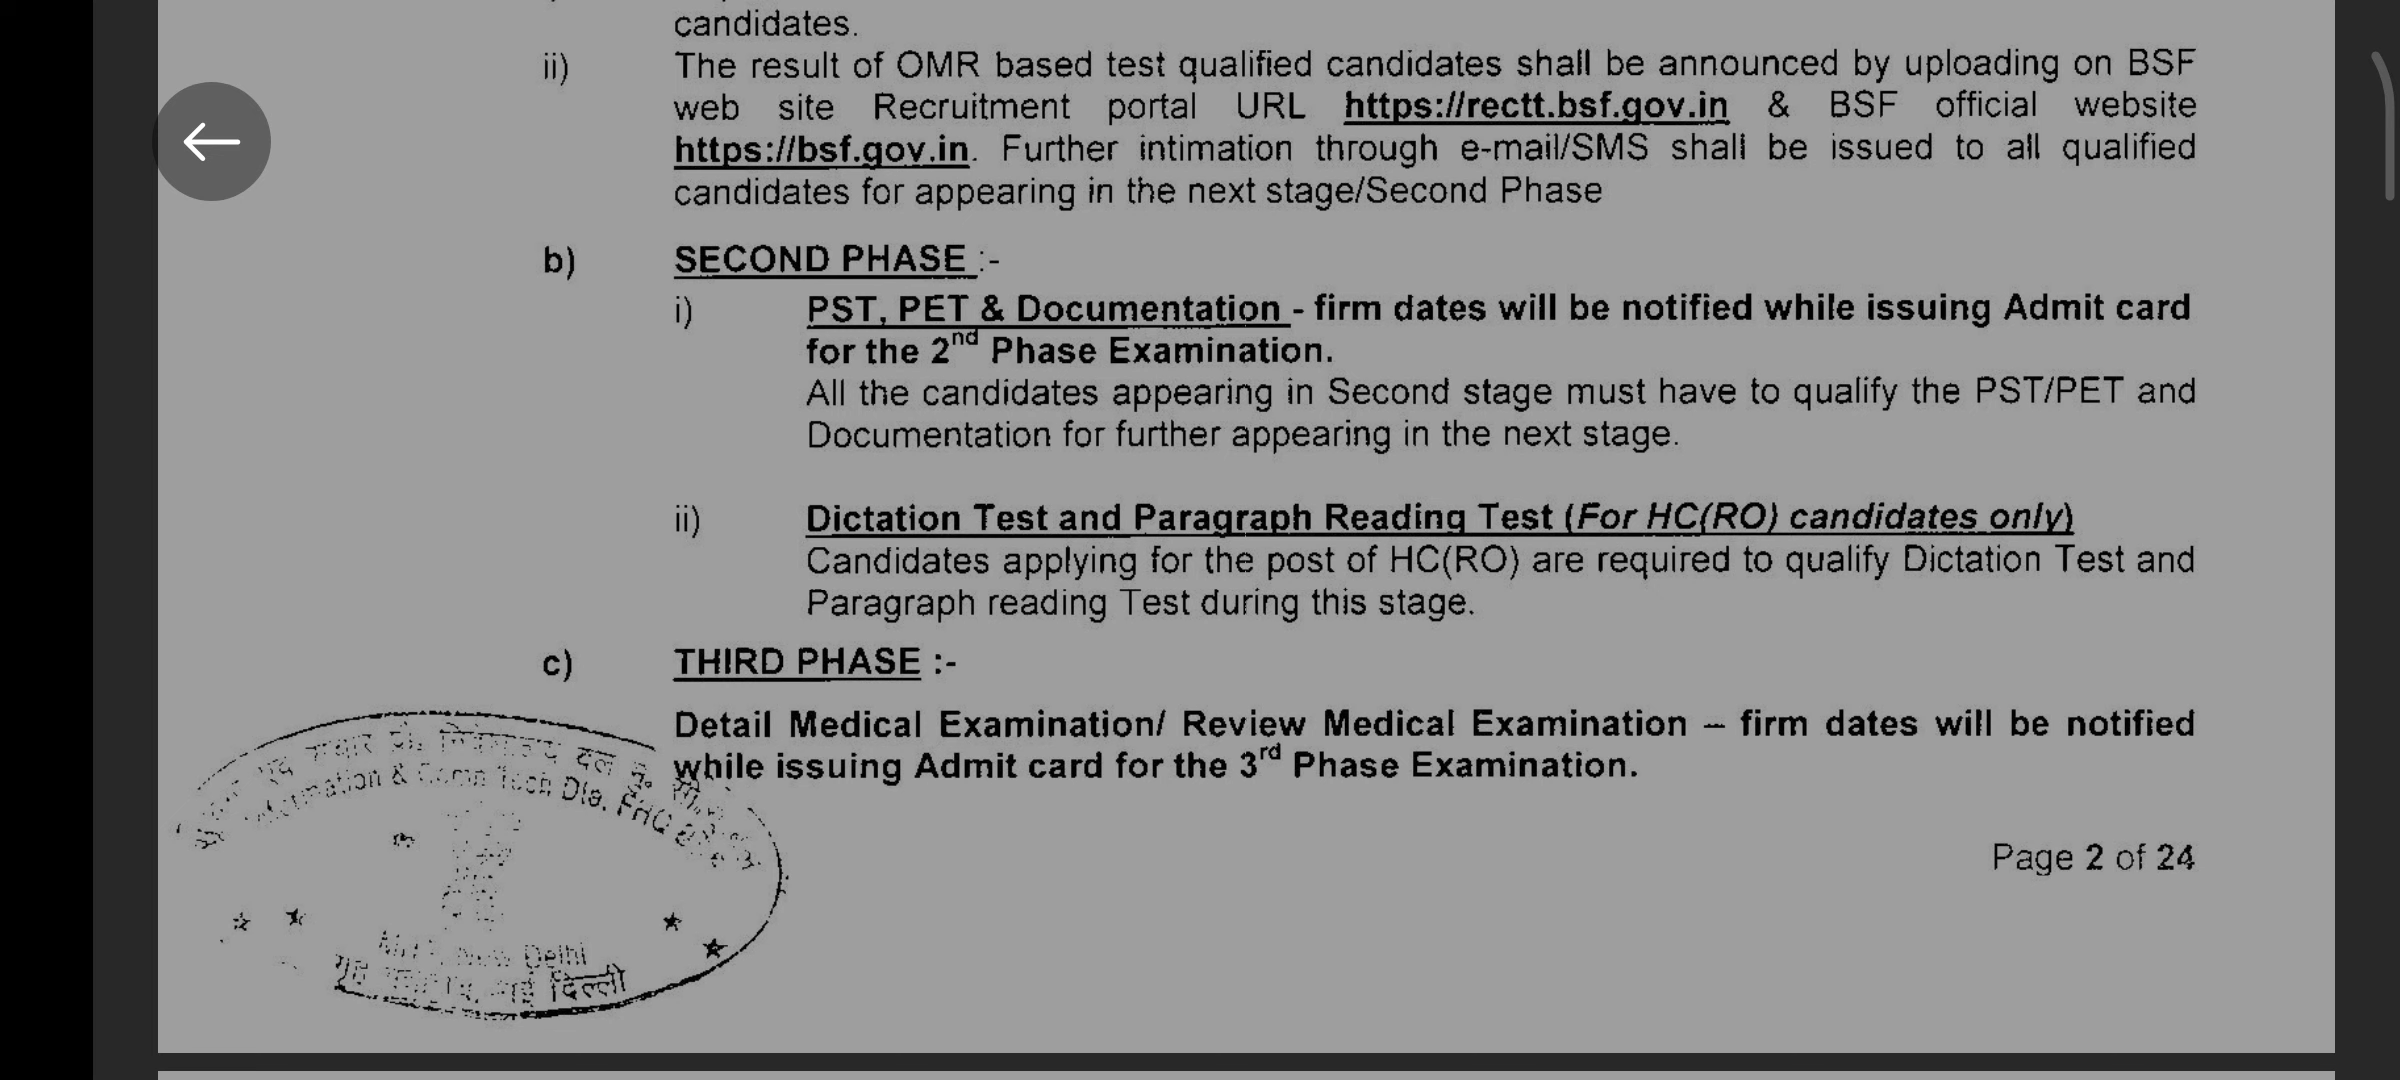 candidates.
ii) The result of OMR based test qualified candidates shall be announced by uploading on BSF
web site Recruitment portal URL https://rectt.bsf.gov.in & BSF official website
https://bsf.gov.in. Further intimation through e-mail/SMS shall be issued to all qualified
candidates for appearing in the next stage/Second Phase
b) SECOND PHASE :-
i) PST, PET & Documentation - firm dates will be notified while issuing Admit card
for the 2nd Phase Examination.
All the candidates appearing in Second stage must have to qualify the PST/PET and
Documentation for further appearing in the next stage.
ii) Dictation Test and Paragraph Reading Test (For HC(RO) candidates only)
Candidates applying for the post of HC(RO) are required to qualify Dictation Test and
Paragraph reading Test during this stage.
c) THIRD PHASE :-
Detail Medical Examination/ Review Medical Examination – firm dates will be notified
while issuing Admit card for the 3rd Phase Examination.
Information & Comn Tech Dte. FHQ
New Delhi
दिल्ली
Page 2 of 24